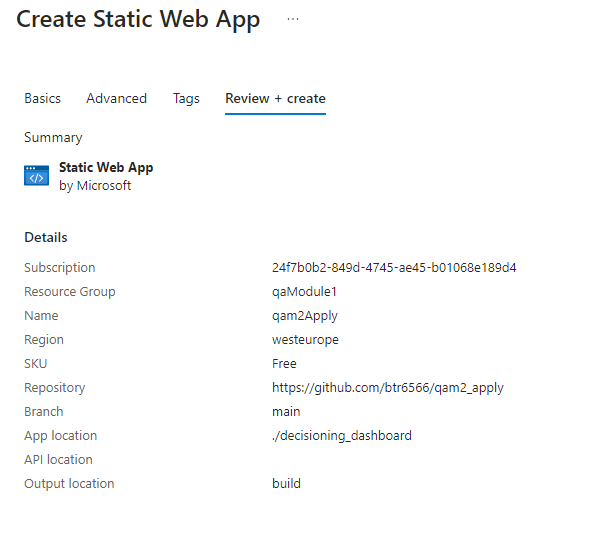 Create Static Web App ...
Basics Advanced Tags Review + create
Summary
Static Web App
by Microsoft
Details
Subscription 24f7b0b2-849d-4745-ae45-b01068e189d4
Resource Group qaModule1
Name qam2Apply
Region westeurope
SKU Free
Repository https://github.com/btr6566/qam2_apply
Branch main
App location ./decisioning_dashboard
API location
Output location build